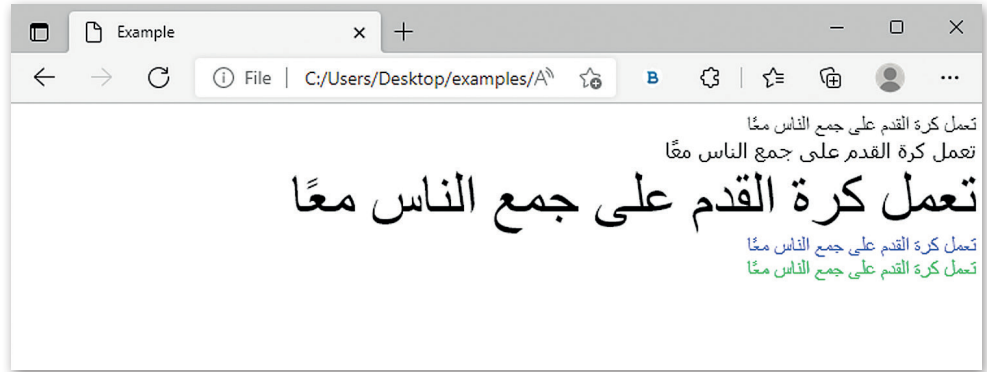 Example
File | C:/Users/Desktop/examples/
تعمل كرة القدم على جمع الناس معًا
تعمل كرة القدم على جمع الناس معًا
تعمل كرة القدم على جمع الناس معًا
تعمل كرة القدم على جمع الناس معًا
تعمل كرة القدم على جمع الناس معًا